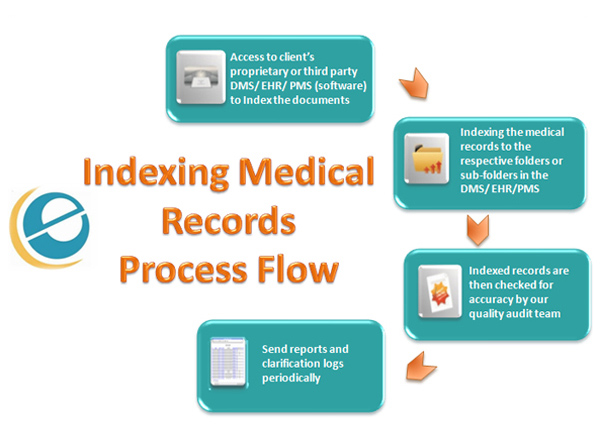 Access to client's
proprietary or third party
DMS/ EHR/ PMS (software)
to Index the documents
Indexing the medical
records to the
respective folders or
sub-folders in the
DMS/ EHR/PMS
Indexing Medical
Records
Process Flow
Indexed records are
then checked for
accuracy by our
quality audit team
Send reports and
clarification logs
periodically